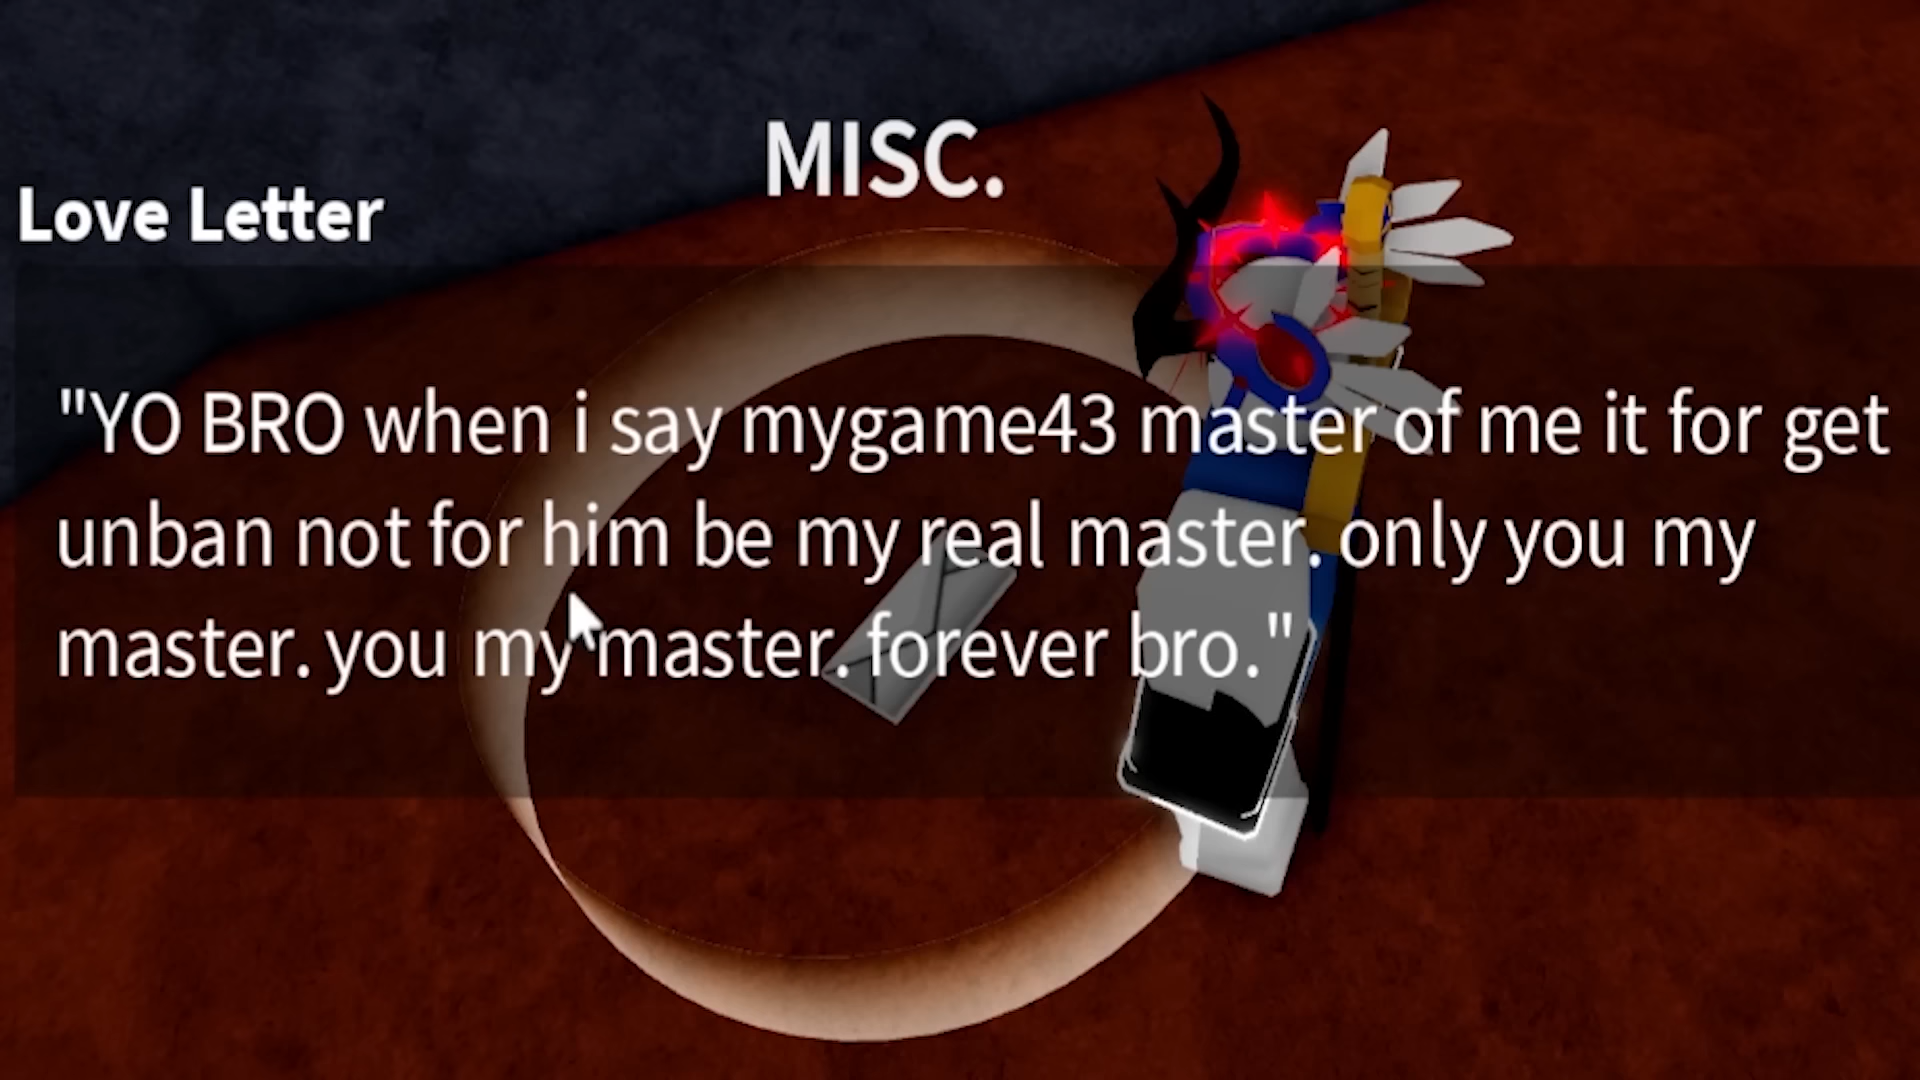 MISC.
Love Letter
"YO BRO when i say mygame43 master of me it for get
unban not for him be my real master. only you my
master. you my master. forever bro."